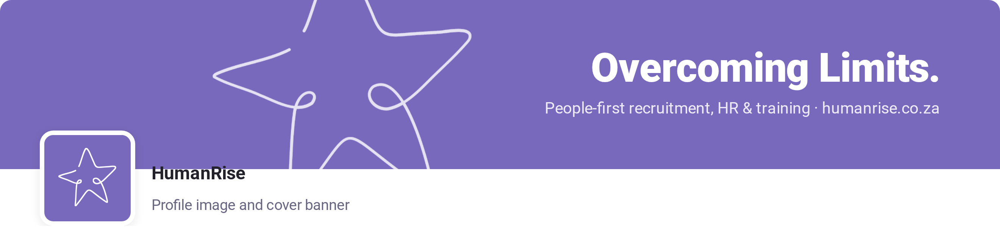 Overcoming Limits.
People-first recruitment, HR & training · humanrise.co.za
HumanRise
Profile image and cover banner